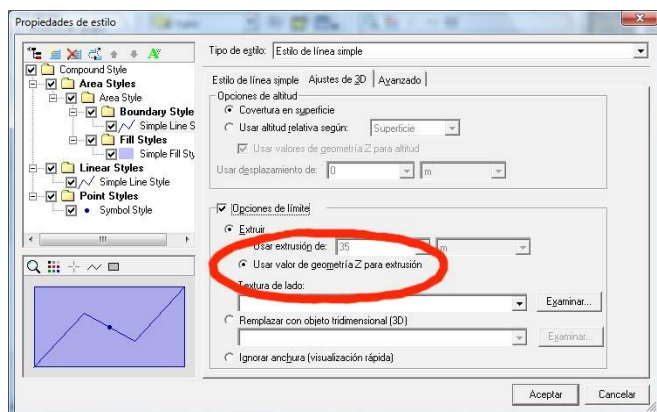 Propiedades de estilo
Tipo de estilo: Estilo de línea simple
Compound Style
Area Styles
Area Style
Boundary Style
Simple Line S
Fill Styles
Simple Fill Sty
Linear Styles
Simple Line Style
Point Styles
Symbol Style
Estilo de línea simple Ajustes de 3D Avanzado
Opciones de altitud
Covertura en superficie
Usar altitud relativa según: Superficie
Usar valores de geometría Z para altitud
Usar desplazamiento de: 0 m
Opciones de límite
Extruir
Usar extrusión de: 35 m
Usar valor de geometría Z para extrusión
Textura de lado:
Examinar...
Remplazar con objeto tridimensional (3D)
Examinar...
Ignorar anchura (visualización rápida)
Aceptar Cancelar